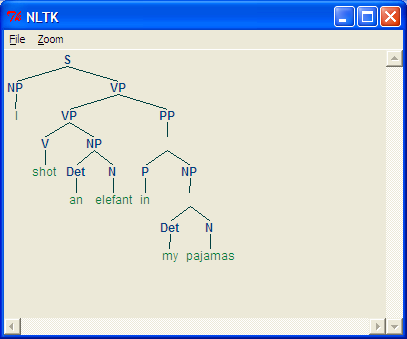 NLTK
File Zoom
S
NP VP
I VP PP
V NP
shot Det N P NP
an elefant in
Det N
my pajamas